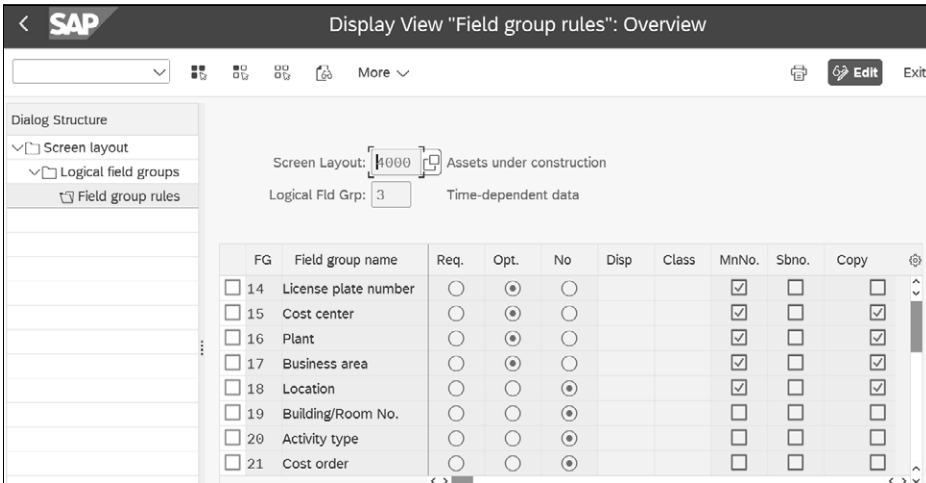 SAP Display View "Field group rules": Overview
More Edit Exit
Dialog Structure
Screen layout
Logical field groups
Field group rules
Screen Layout: 4000 Assets under construction
Logical Fld Grp: 3 Time-dependent data
FG Field group name Req. Opt. No Disp Class MnNo. Sbno. Copy
14 License plate number
15 Cost center
16 Plant
17 Business area
18 Location
19 Building/Room No.
20 Activity type
21 Cost order